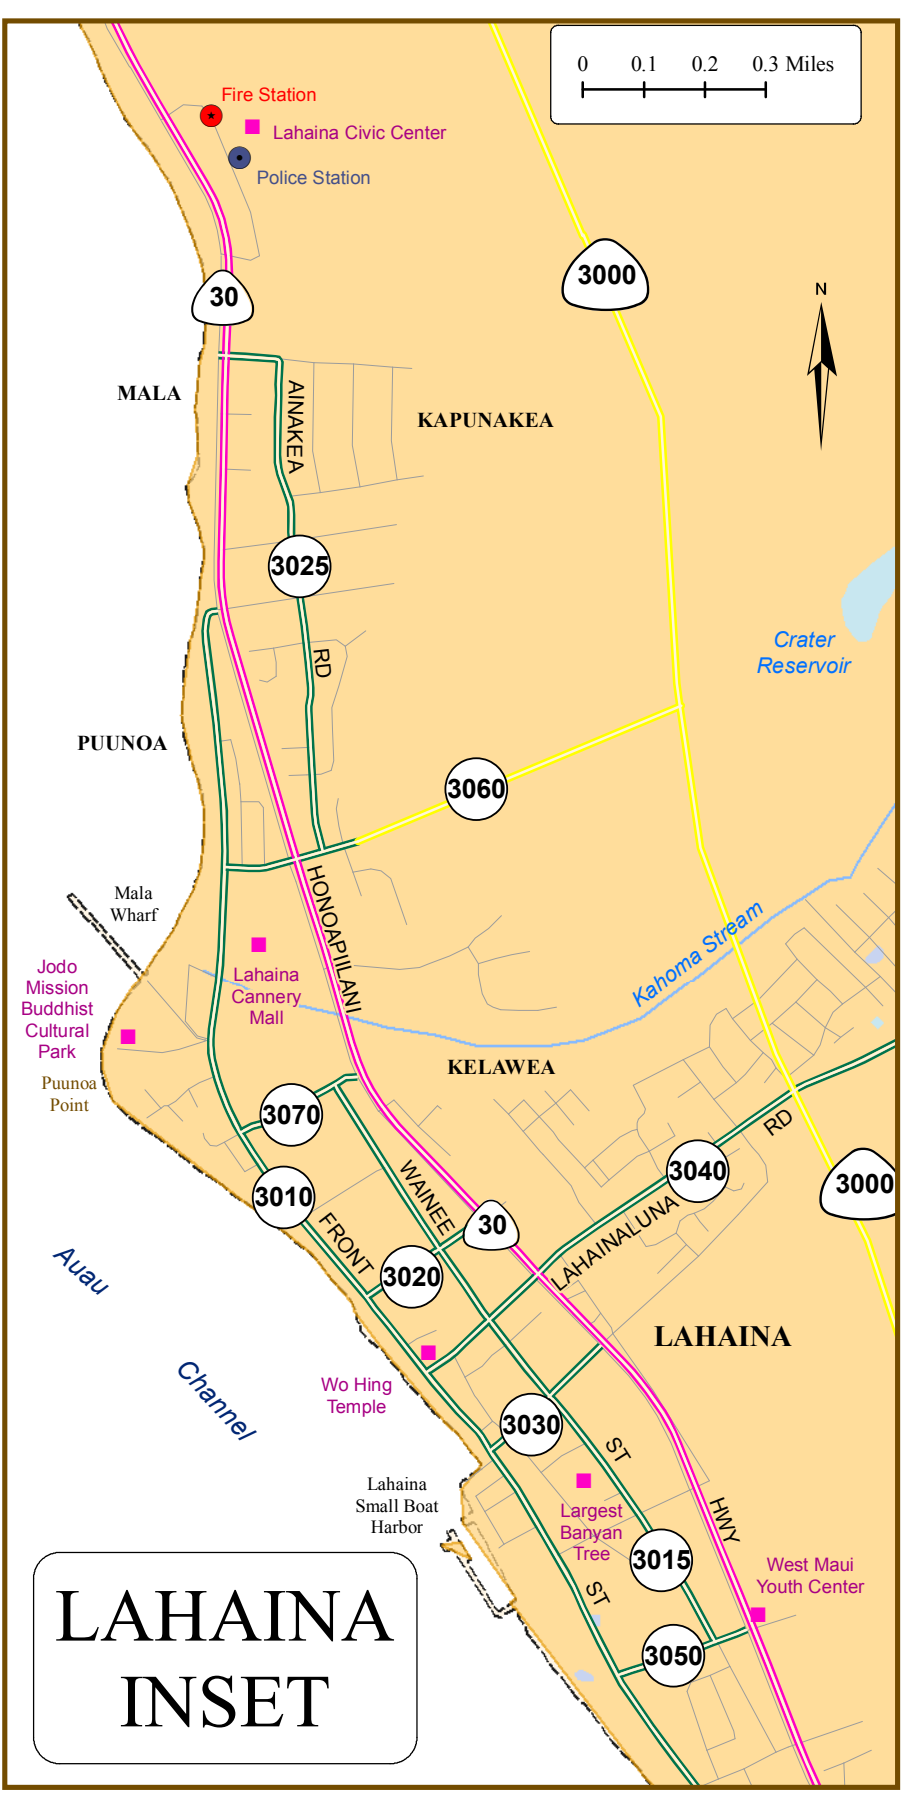 0 0.1 0.2 0.3 Miles
Fire Station
Lahaina Civic Center
Police Station
3000
N
30
MALA
AINAKEA
KAPUNAKEA
3025
Crater
Reservoir
RD
PUUNOA
3060
HONOAPIILANI
Mala
Wharf
Kahoma Stream
Lahaina
Cannery
Mall
Jodo
Mission
Buddhist
Cultural
Park
Puunoa
Point
KELAWEA
3070
RD
3040
3000
WAINEE
3010
30
LAHAINALUNA
FRONT
3020
Auau
Channel
LAHAINA
Wo Hing
Temple
3030
ST
Lahaina
Small Boat
Harbor
Largest
Banyan
Tree
HWY
3015
West Maui
Youth Center
ST
3050
LAHAINA
INSET